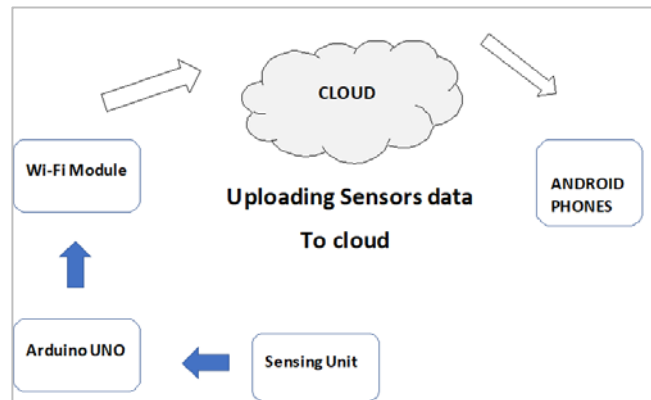 CLOUD
Wi-Fi Module
Uploading Sensors data
To cloud
ANDROID
PHONES
Arduino UNO
Sensing Unit